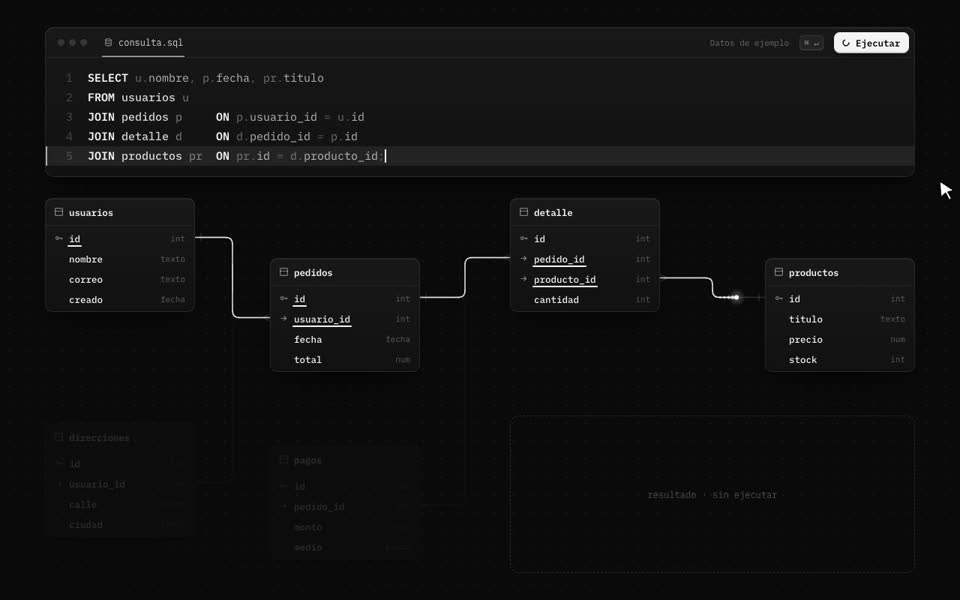 consulta.sql
Datos de ejemplo ⌘ ↵ Ejecutar
1 SELECT u.nombre, p.fecha, pr.titulo
2 FROM usuarios u
3 JOIN pedidos p ON p.usuario_id = u.id
4 JOIN detalle d ON d.pedido_id = p.id
5 JOIN productos pr ON pr.id = d.producto_id;
usuarios
id int
nombre texto
correo texto
creado fecha
pedidos
id int
usuario_id int
fecha fecha
total num
detalle
id int
pedido_id int
producto_id int
cantidad int
productos
id int
titulo texto
precio num
stock int
direcciones
id
usuario_id
calle
ciudad
pagos
id
pedido_id
monto
medio
resultado · sin ejecutar